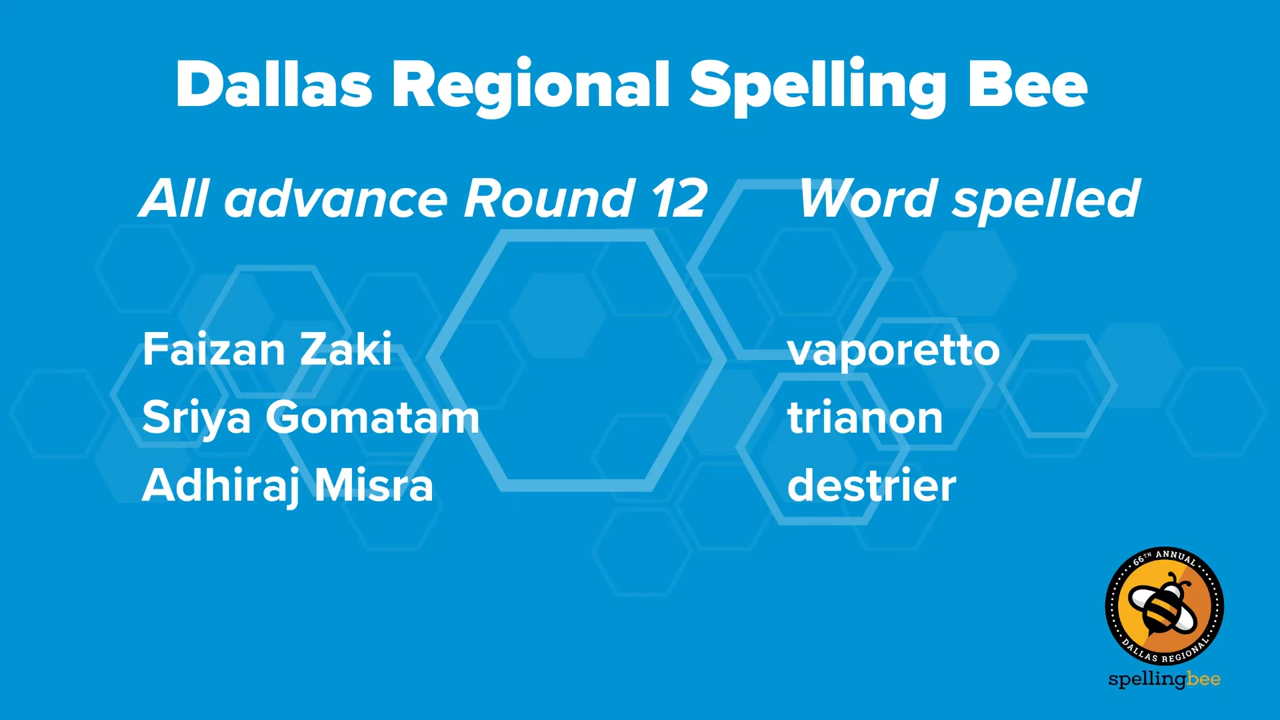 Dallas Regional Spelling Bee
All advance Round 12 Word spelled
Faizan Zaki vaporetto
Sriya Gomatam trianon
Adhiraj Misra destrier
66TH ANNUAL
DALLAS REGIONAL
spellingbee